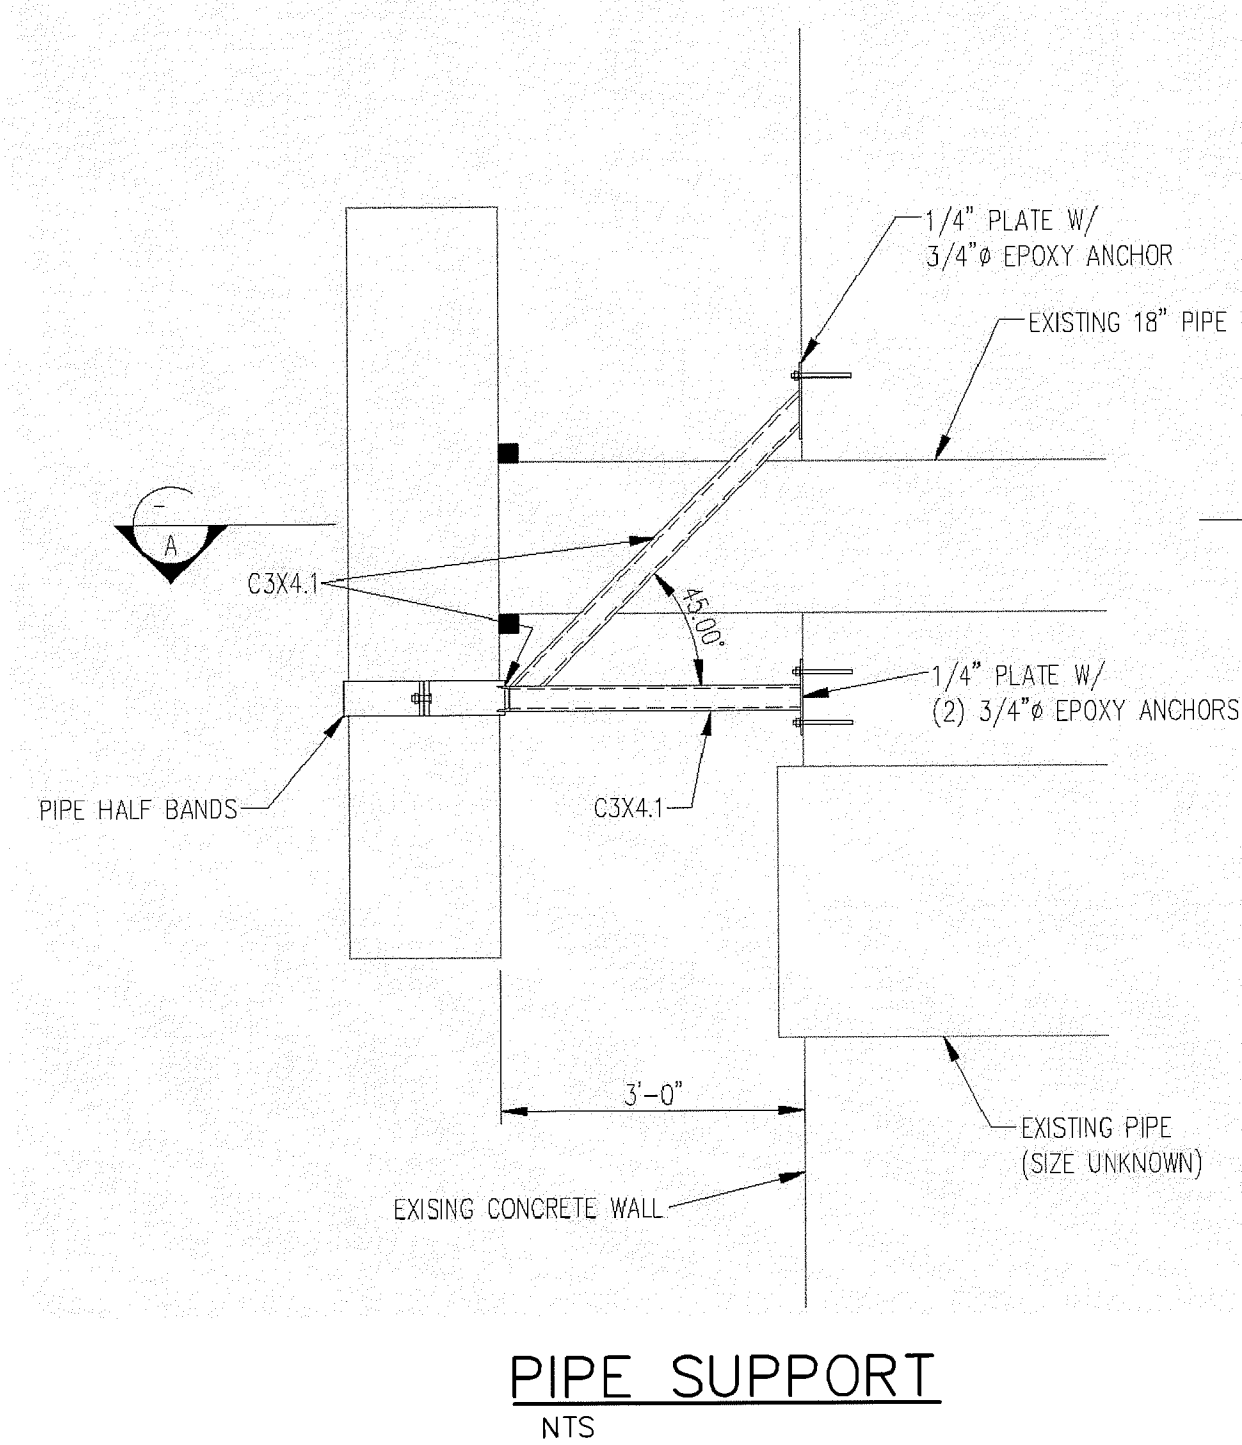 1/4" PLATE W/
3/4"ø EPOXY ANCHOR
EXISTING 18" PIPE
-
A
C3X4.1
45.00°
1/4" PLATE W/
(2) 3/4"ø EPOXY ANCHORS
PIPE HALF BANDS
C3X4.1
3'-0"
EXISTING PIPE
(SIZE UNKNOWN)
EXISING CONCRETE WALL
PIPE SUPPORT
NTS